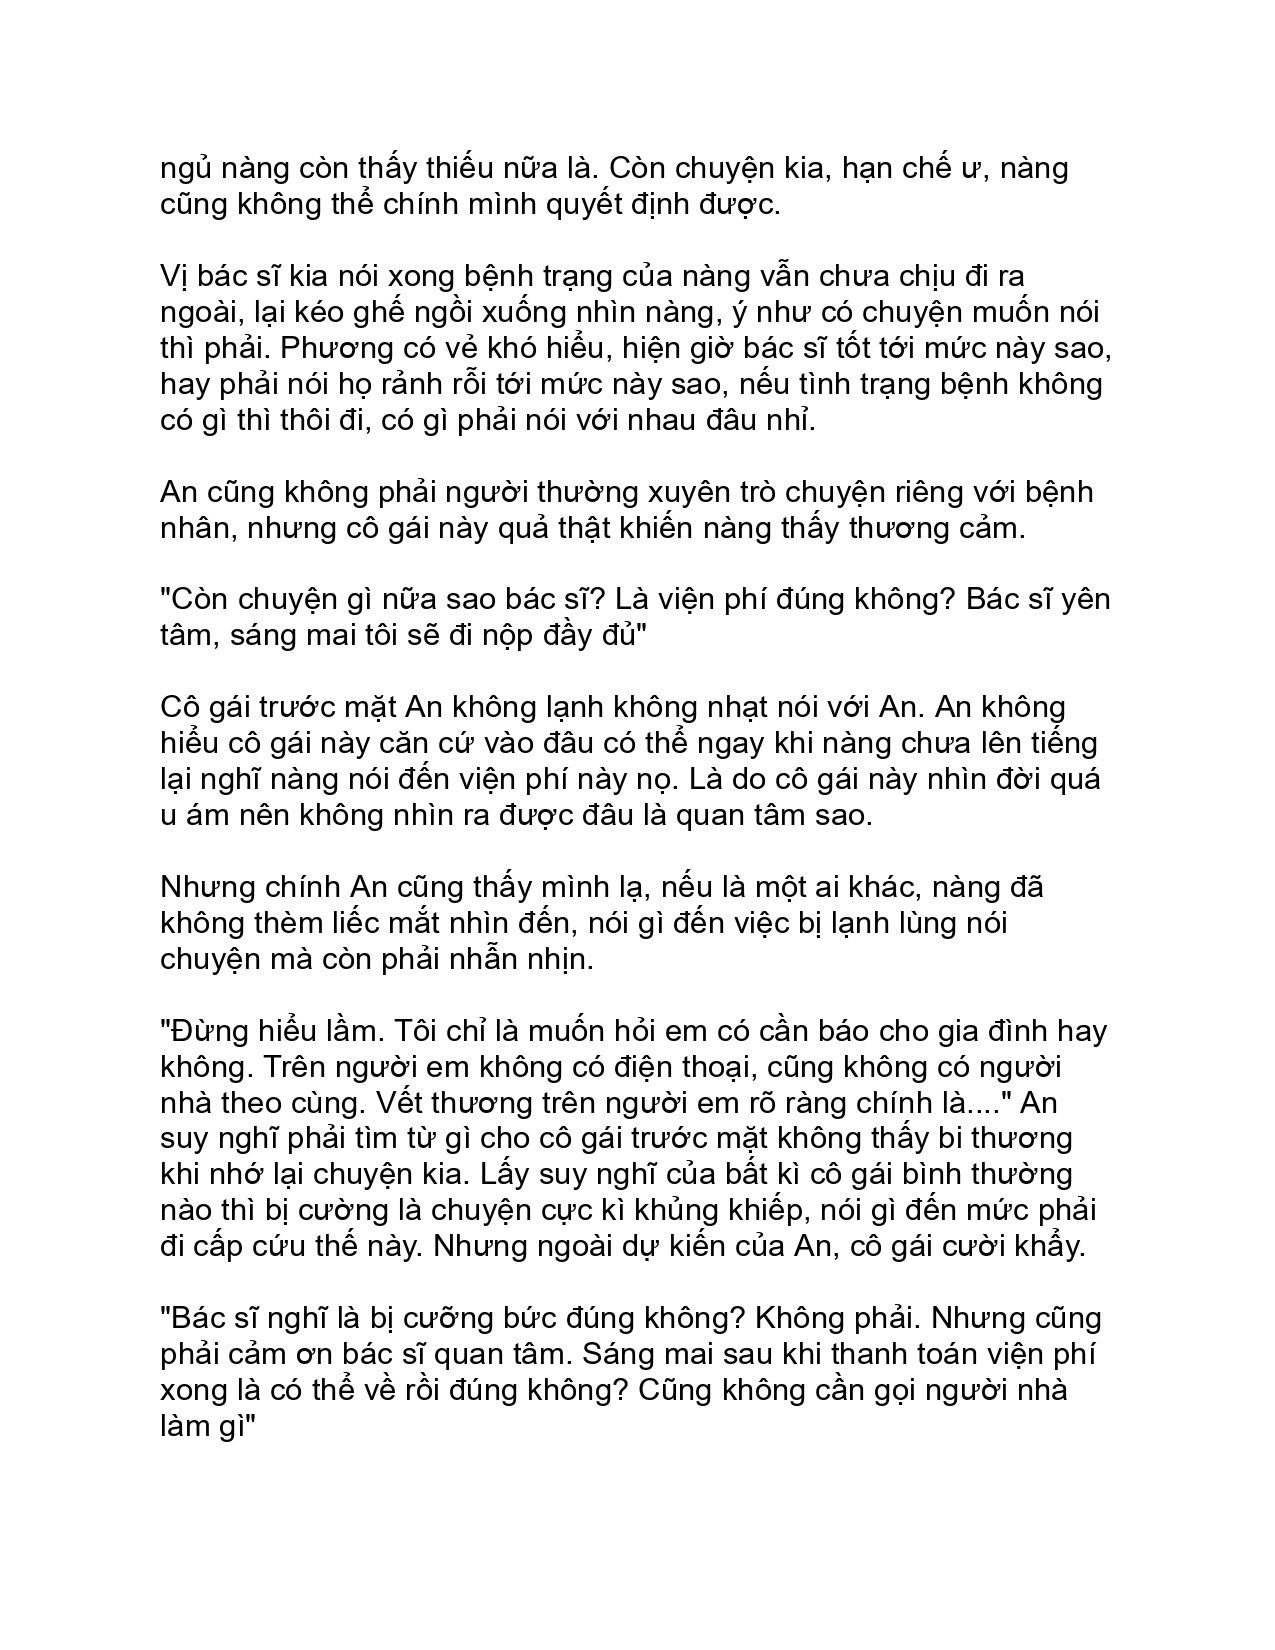 ngủ nàng còn thấy thiếu nữa là. Còn chuyện kia, hạn chế ư, nàng
cũng không thể chính mình quyết định được.
Vị bác sĩ kia nói xong bệnh trạng của nàng vẫn chưa chịu đi ra
ngoài, lại kéo ghế ngồi xuống nhìn nàng, ý như có chuyện muốn nói
thì phải. Phương có vẻ khó hiểu, hiện giờ bác sĩ tốt tới mức này sao,
hay phải nói họ rảnh rỗi tới mức này sao, nếu tình trạng bệnh không
có gì thì thôi đi, có gì phải nói với nhau đâu nhỉ.
An cũng không phải người thường xuyên trò chuyện riêng với bệnh
nhân, nhưng cô gái này quả thật khiến nàng thấy thương cảm.
"Còn chuyện gì nữa sao bác sĩ? Là viện phí đúng không? Bác sĩ yên
tâm, sáng mai tôi sẽ đi nộp đầy đủ"
Cô gái trước mặt An không lạnh không nhạt nói với An. An không
hiểu cô gái này căn cứ vào đâu có thể ngay khi nàng chưa lên tiếng
lại nghĩ nàng nói đến viện phí này nọ. Là do cô gái này nhìn đời quá
u ám nên không nhìn ra được đâu là quan tâm sao.
Nhưng chính An cũng thấy mình lạ, nếu là một ai khác, nàng đã
không thèm liếc mắt nhìn đến, nói gì đến việc bị lạnh lùng nói
chuyện mà còn phải nhẫn nhịn.
"Đừng hiểu lầm. Tôi chỉ là muốn hỏi em có cần báo cho gia đình hay
không. Trên người em không có điện thoại, cũng không có người
nhà theo cùng. Vết thương trên người em rõ ràng chính là...." An
suy nghĩ phải tìm từ gì cho cô gái trước mặt không thấy bi thương
khi nhớ lại chuyện kia. Lấy suy nghĩ của bất kì cô gái bình thường
nào thì bị cường là chuyện cực kì khủng khiếp, nói gì đến mức phải
đi cấp cứu thế này. Nhưng ngoài dự kiến của An, cô gái cười khẩy.
"Bác sĩ nghĩ là bị cưỡng bức đúng không? Không phải. Nhưng cũng
phải cảm ơn bác sĩ quan tâm. Sáng mai sau khi thanh toán viện phí
xong là có thể về rồi đúng không? Cũng không cần gọi người nhà
làm gì"